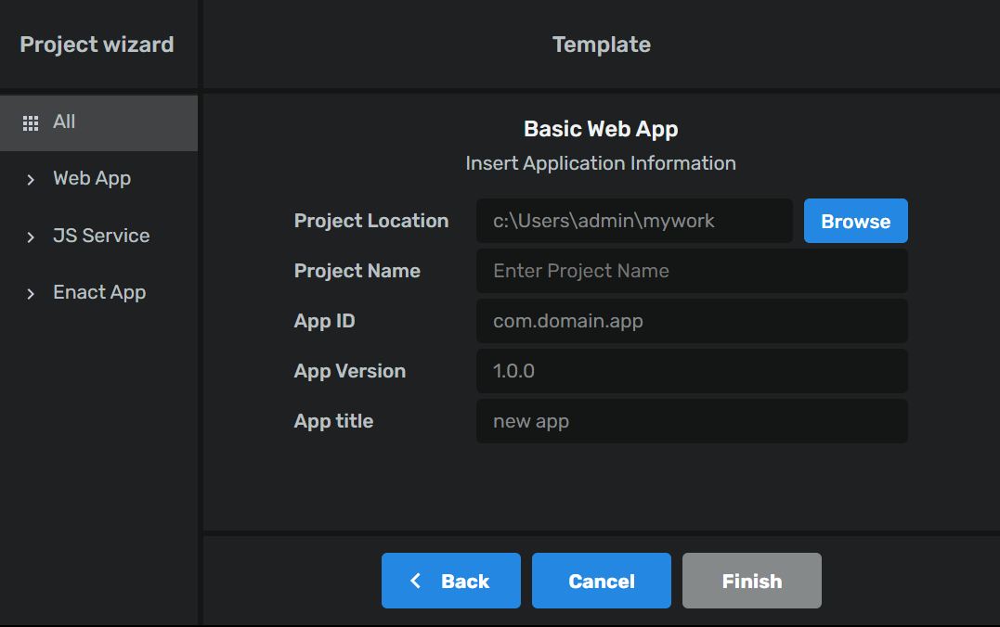 Project wizard
Template
All
Web App
JS Service
Enact App
Basic Web App
Insert Application Information
Project Location c:\Users\admin\mywork Browse
Project Name Enter Project Name
App ID com.domain.app
App Version 1.0.0
App title new app
Back Cancel Finish